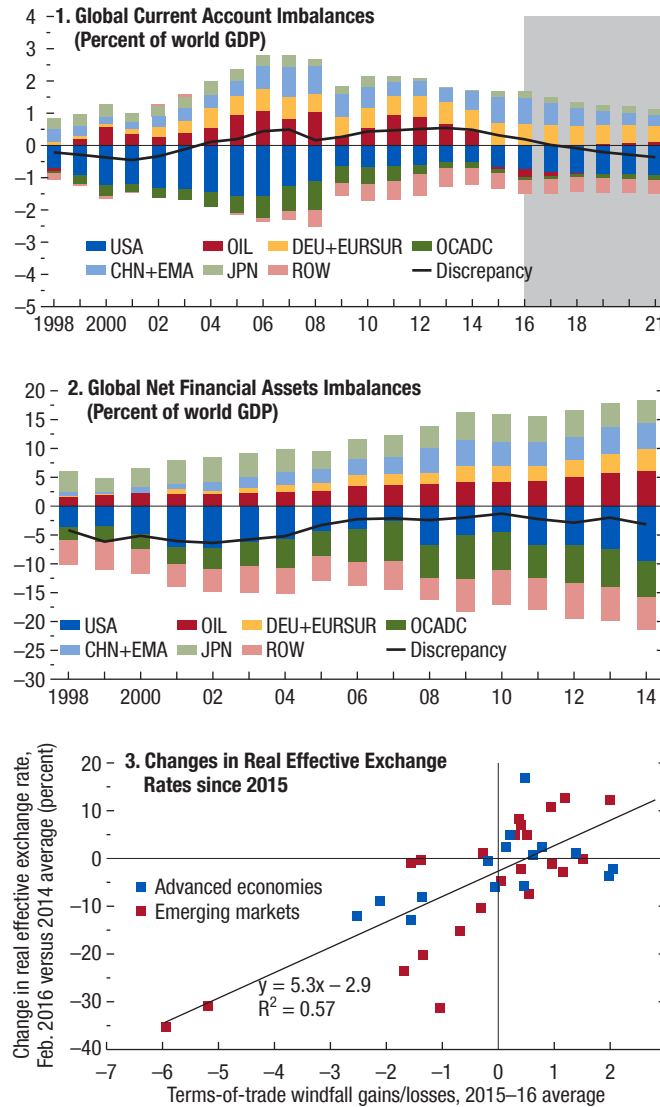 1. Global Current Account Imbalances
(Percent of world GDP)
4
3
2
1
0
–1
–2
–3
–4
–5
USA OIL DEU+EURSUR OCADC
CHN+EMA JPN ROW Discrepancy
1998 2000 02 04 06 08 10 12 14 16 18 21
2. Global Net Financial Assets Imbalances
(Percent of world GDP)
20
15
10
5
0
–5
–10
–15
–20
–25
–30
USA OIL DEU+EURSUR OCADC
CHN+EMA JPN ROW Discrepancy
1998 2000 02 04 06 08 10 12 14
3. Changes in Real Effective Exchange
Rates since 2015
Change in real effective exchange rate,
Feb. 2016 versus 2014 average (percent)
20
10
0
–10
–20
–30
–40
Advanced economies
Emerging markets
y = 5.3x – 2.9
R² = 0.57
–7 –6 –5 –4 –3 –2 –1 0 1 2
Terms-of-trade windfall gains/losses, 2015–16 average